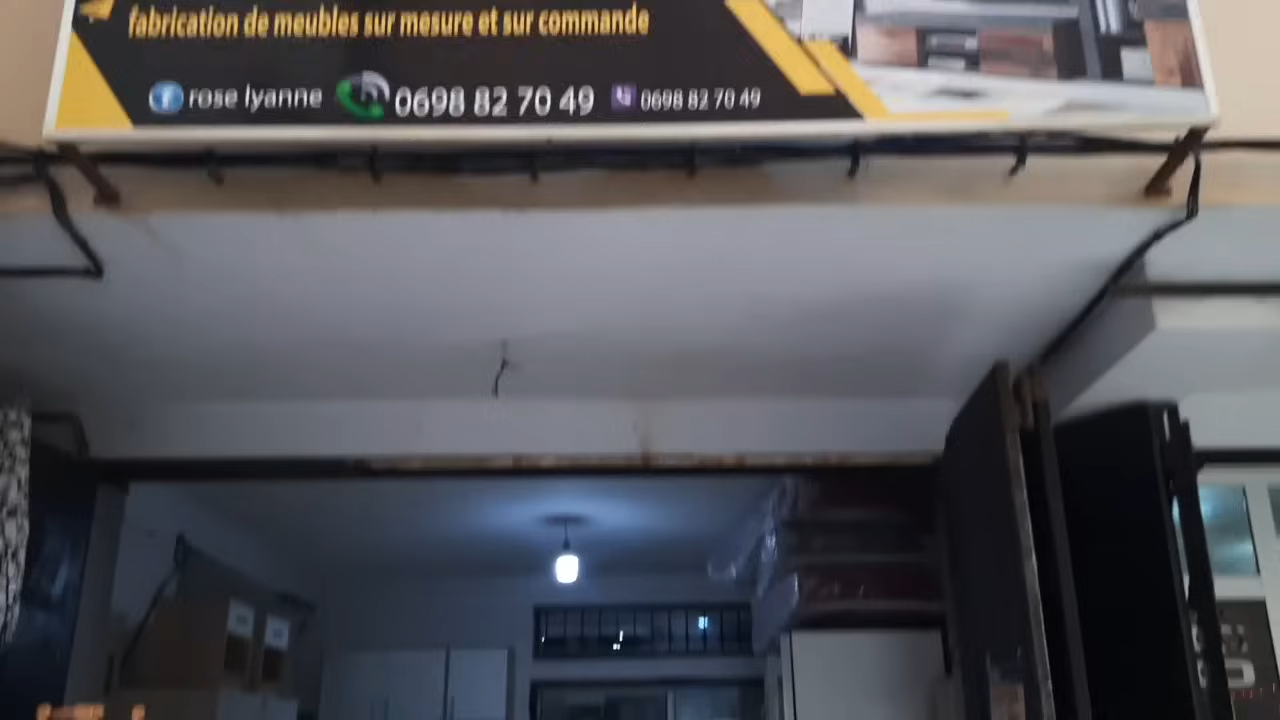 fabrication de meubles sur mesure et sur commande
rose lyanne 0698 82 70 49 0698 82 70 49